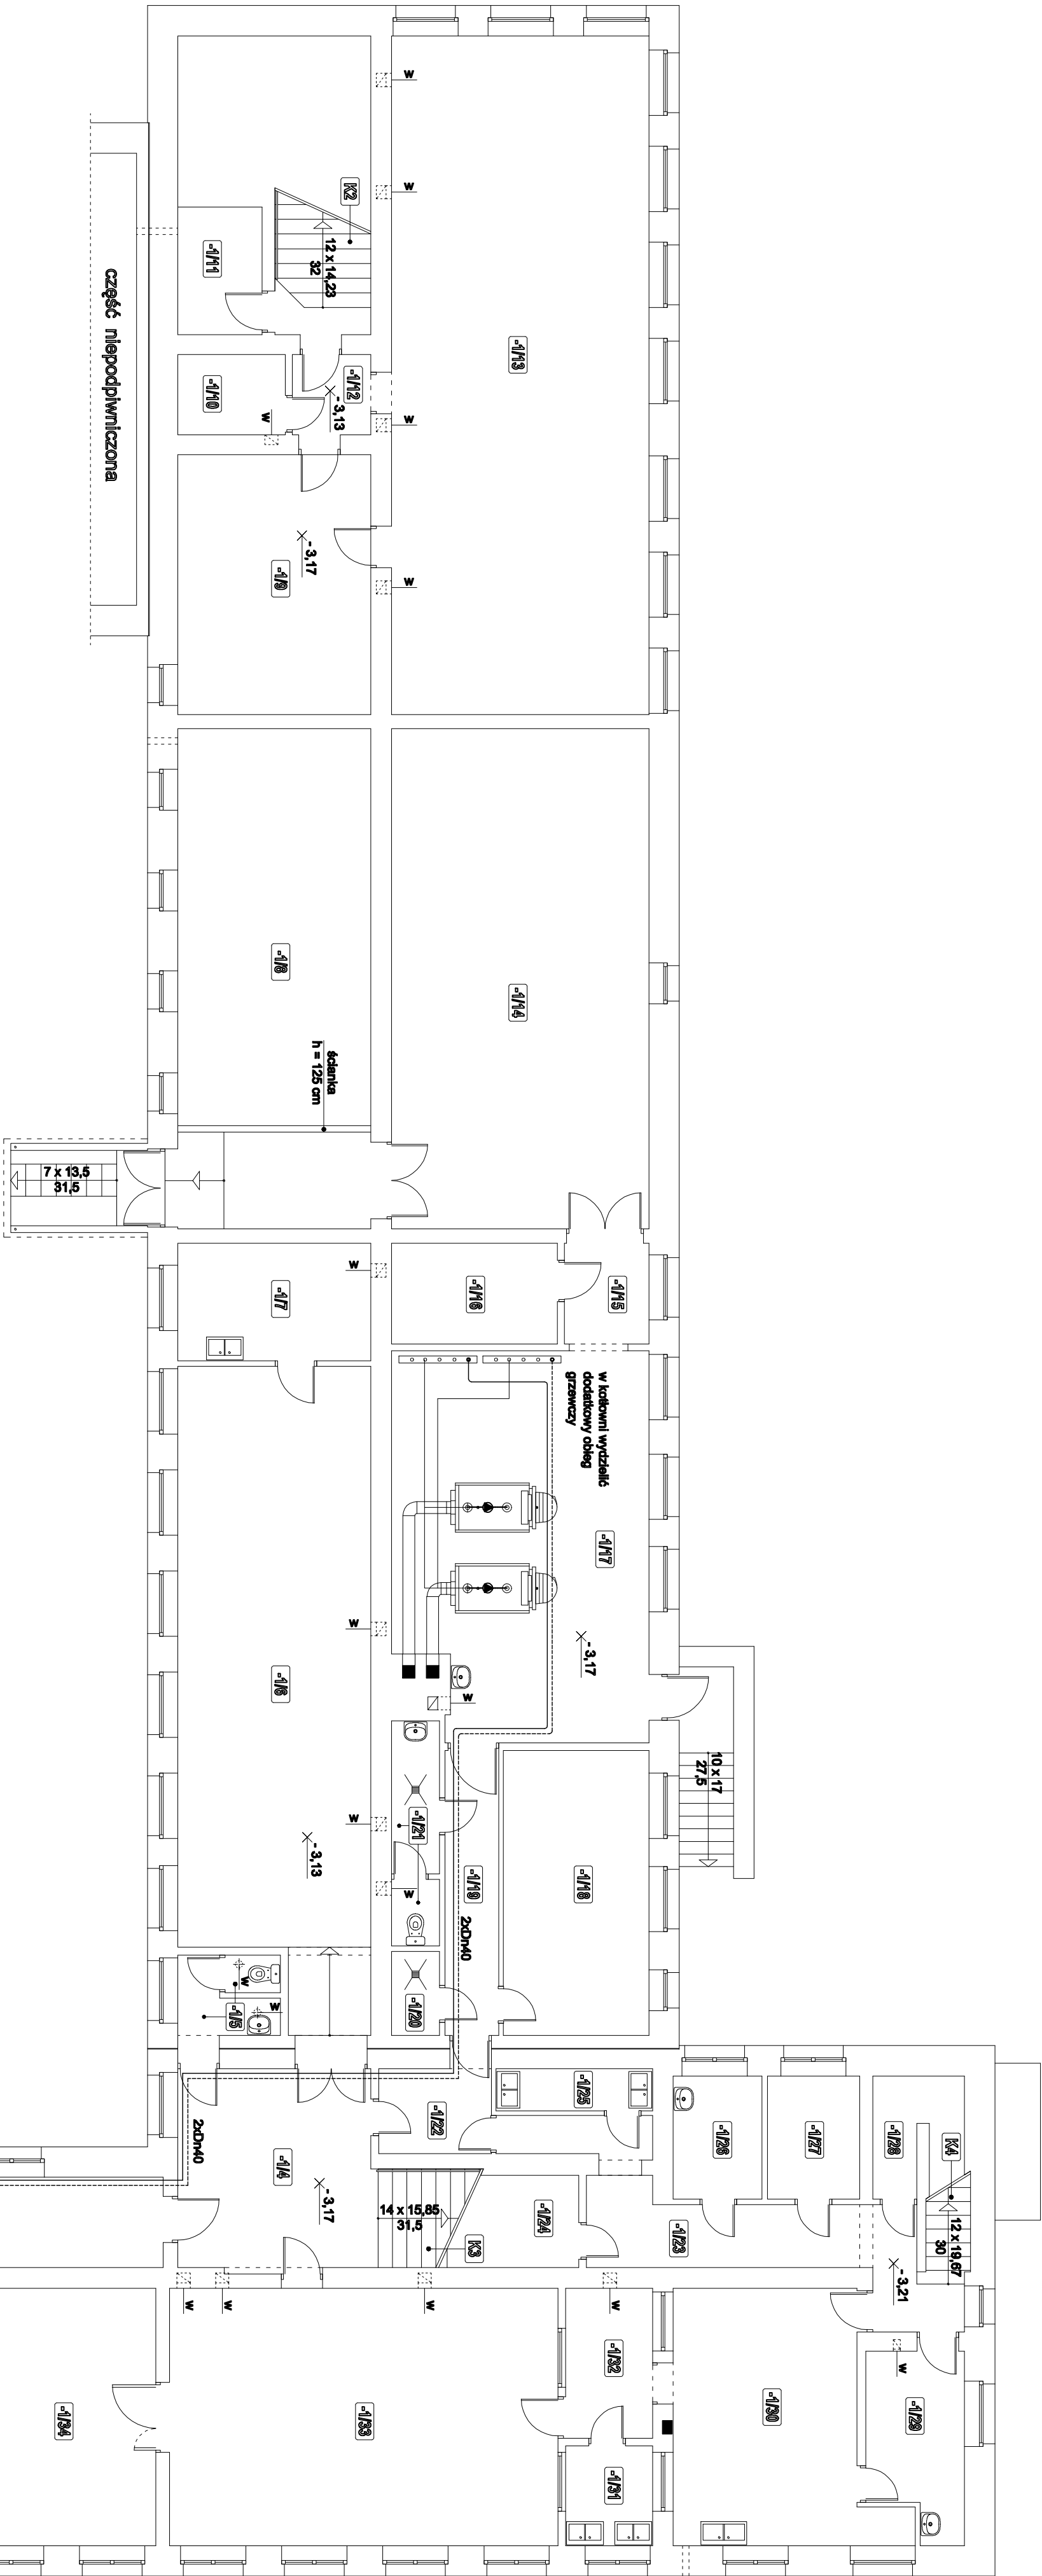 w
w
w
w
K2
12 x 14,23
32
-1/11
-1/13
-1/12
- 3,13
-1/10
w
część niepodpiwniczona
- 3,17
-1/9
-1/8
-1/14
ścianka
h = 125 cm
7 x 13,5
31,5
-1/7
w
-1/16
-1/15
w kotłowni wydzielić
dodatkowy obieg
grzewczy
-1/17
- 3,17
w
w
-1/6
10 x 17
27,5
w
-1/21
- 3,13
w
-1/19
-1/18
2xDn40
w
w
-1/5
-1/20
2xDn40
-1/4
- 3,17
-1/22
-1/25
-1/26
-1/27
-1/28
K4
12 x 19,67
30
14 x 15,85
31,5
K3
-1/24
-1/23
- 3,21
w
w
w
w
w
-1/32
-1/30
-1/29
-1/34
-1/33
-1/31